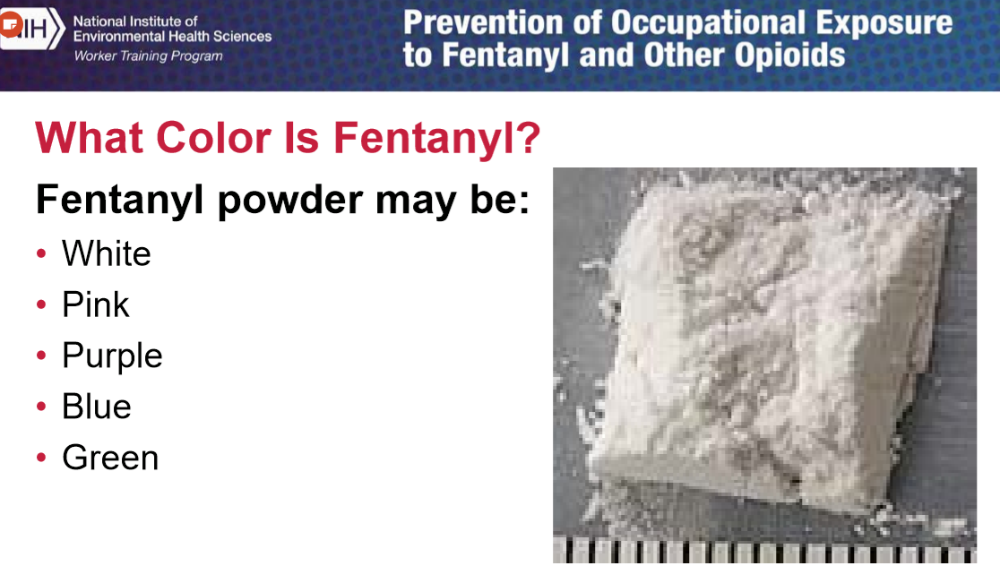 NIH
National Institute of
Environmental Health Sciences
Worker Training Program
Prevention of Occupational Exposure
to Fentanyl and Other Opioids
What Color Is Fentanyl?
Fentanyl powder may be:
• White
• Pink
• Purple
• Blue
• Green